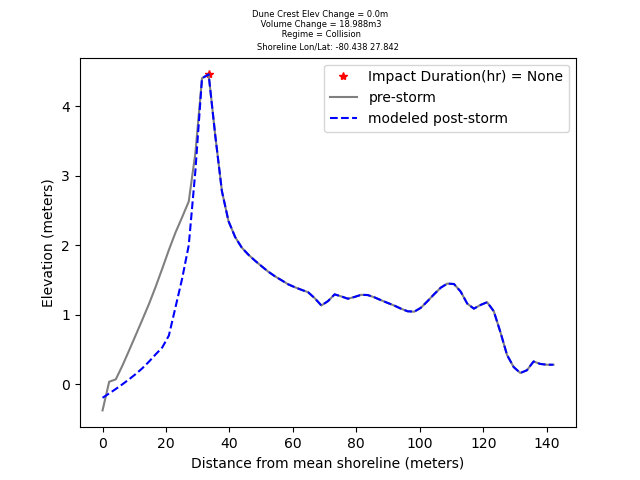 Dune Crest Elev Change = 0.0m
Volume Change = 18.988m3
Regime = Collision
Shoreline Lon/Lat: -80.438 27.842
Impact Duration(hr) = None
pre-storm
modeled post-storm
Elevation (meters)
4
3
2
1
0
0 20 40 60 80 100 120 140
Distance from mean shoreline (meters)